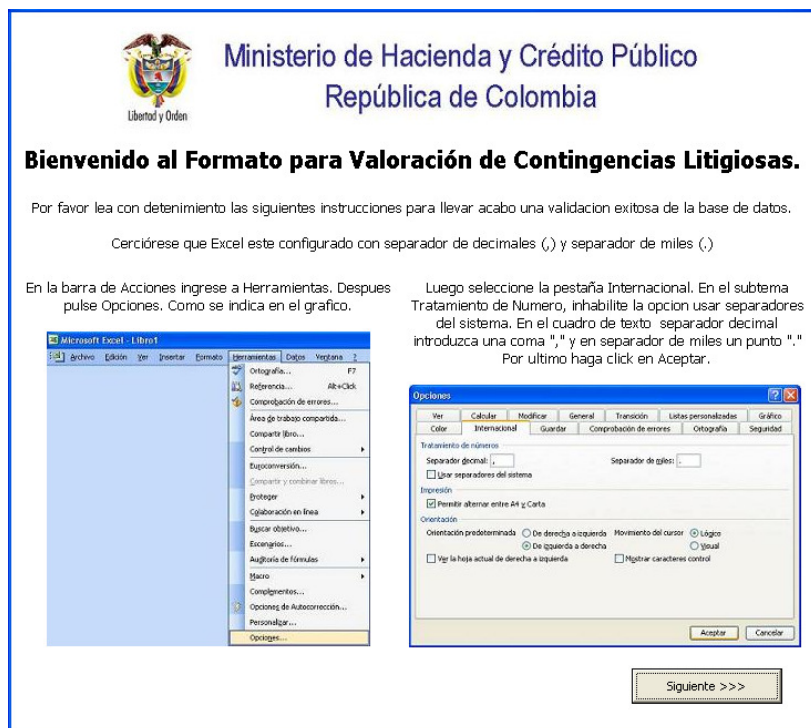 Ministerio de Hacienda y Crédito Público
República de Colombia
Libertad y Orden
Bienvenido al Formato para Valoración de Contingencias Litigiosas.
Por favor lea con detenimiento las siguientes instrucciones para llevar acabo una validacion exitosa de la base de datos.
Cerciórese que Excel este configurado con separador de decimales (,) y separador de miles (.)
En la barra de Acciones ingrese a Herramientas. Despues
pulse Opciones. Como se indica en el grafico.
Microsoft Excel - Libro1
Archivo Edición Ver Insertar Formato Herramientas Datos Ventana ?
Ortografía... F7
Referencia... Alt+Click
Comprobación de errores...
Área de trabajo compartida...
Compartir libro...
Control de cambios
Euroconversión...
Compartir y combinar libros...
Proteger
Colaboración en línea
Buscar objetivo...
Escenarios...
Auditoría de fórmulas
Macro
Complementos...
Opciones de Autocorrección...
Personalizar...
Opciones...
Luego seleccione la pestaña Internacional. En el subtema
Tratamiento de Numero, inhabilite la opcion usar separadores
del sistema. En el cuadro de texto separador decimal
introduzca una coma "," y en separador de miles un punto "."
Por ultimo haga click en Aceptar.
Opciones
Ver Calcular Modificar General Transición Listas personalizadas Gráfico
Color Internacional Guardar Comprobación de errores Ortografía Seguridad
Tratamiento de números
Separador decimal: , Separador de miles: .
Usar separadores del sistema
Impresión
Permitir alternar entre A4 y Carta
Orientación
Orientación predeterminada De derecha a izquierda Movimiento del cursor Lógico
De izquierda a derecha Visual
Ver la hoja actual de derecha a izquierda Mostrar caracteres control
Aceptar Cancelar
Siguiente >>>